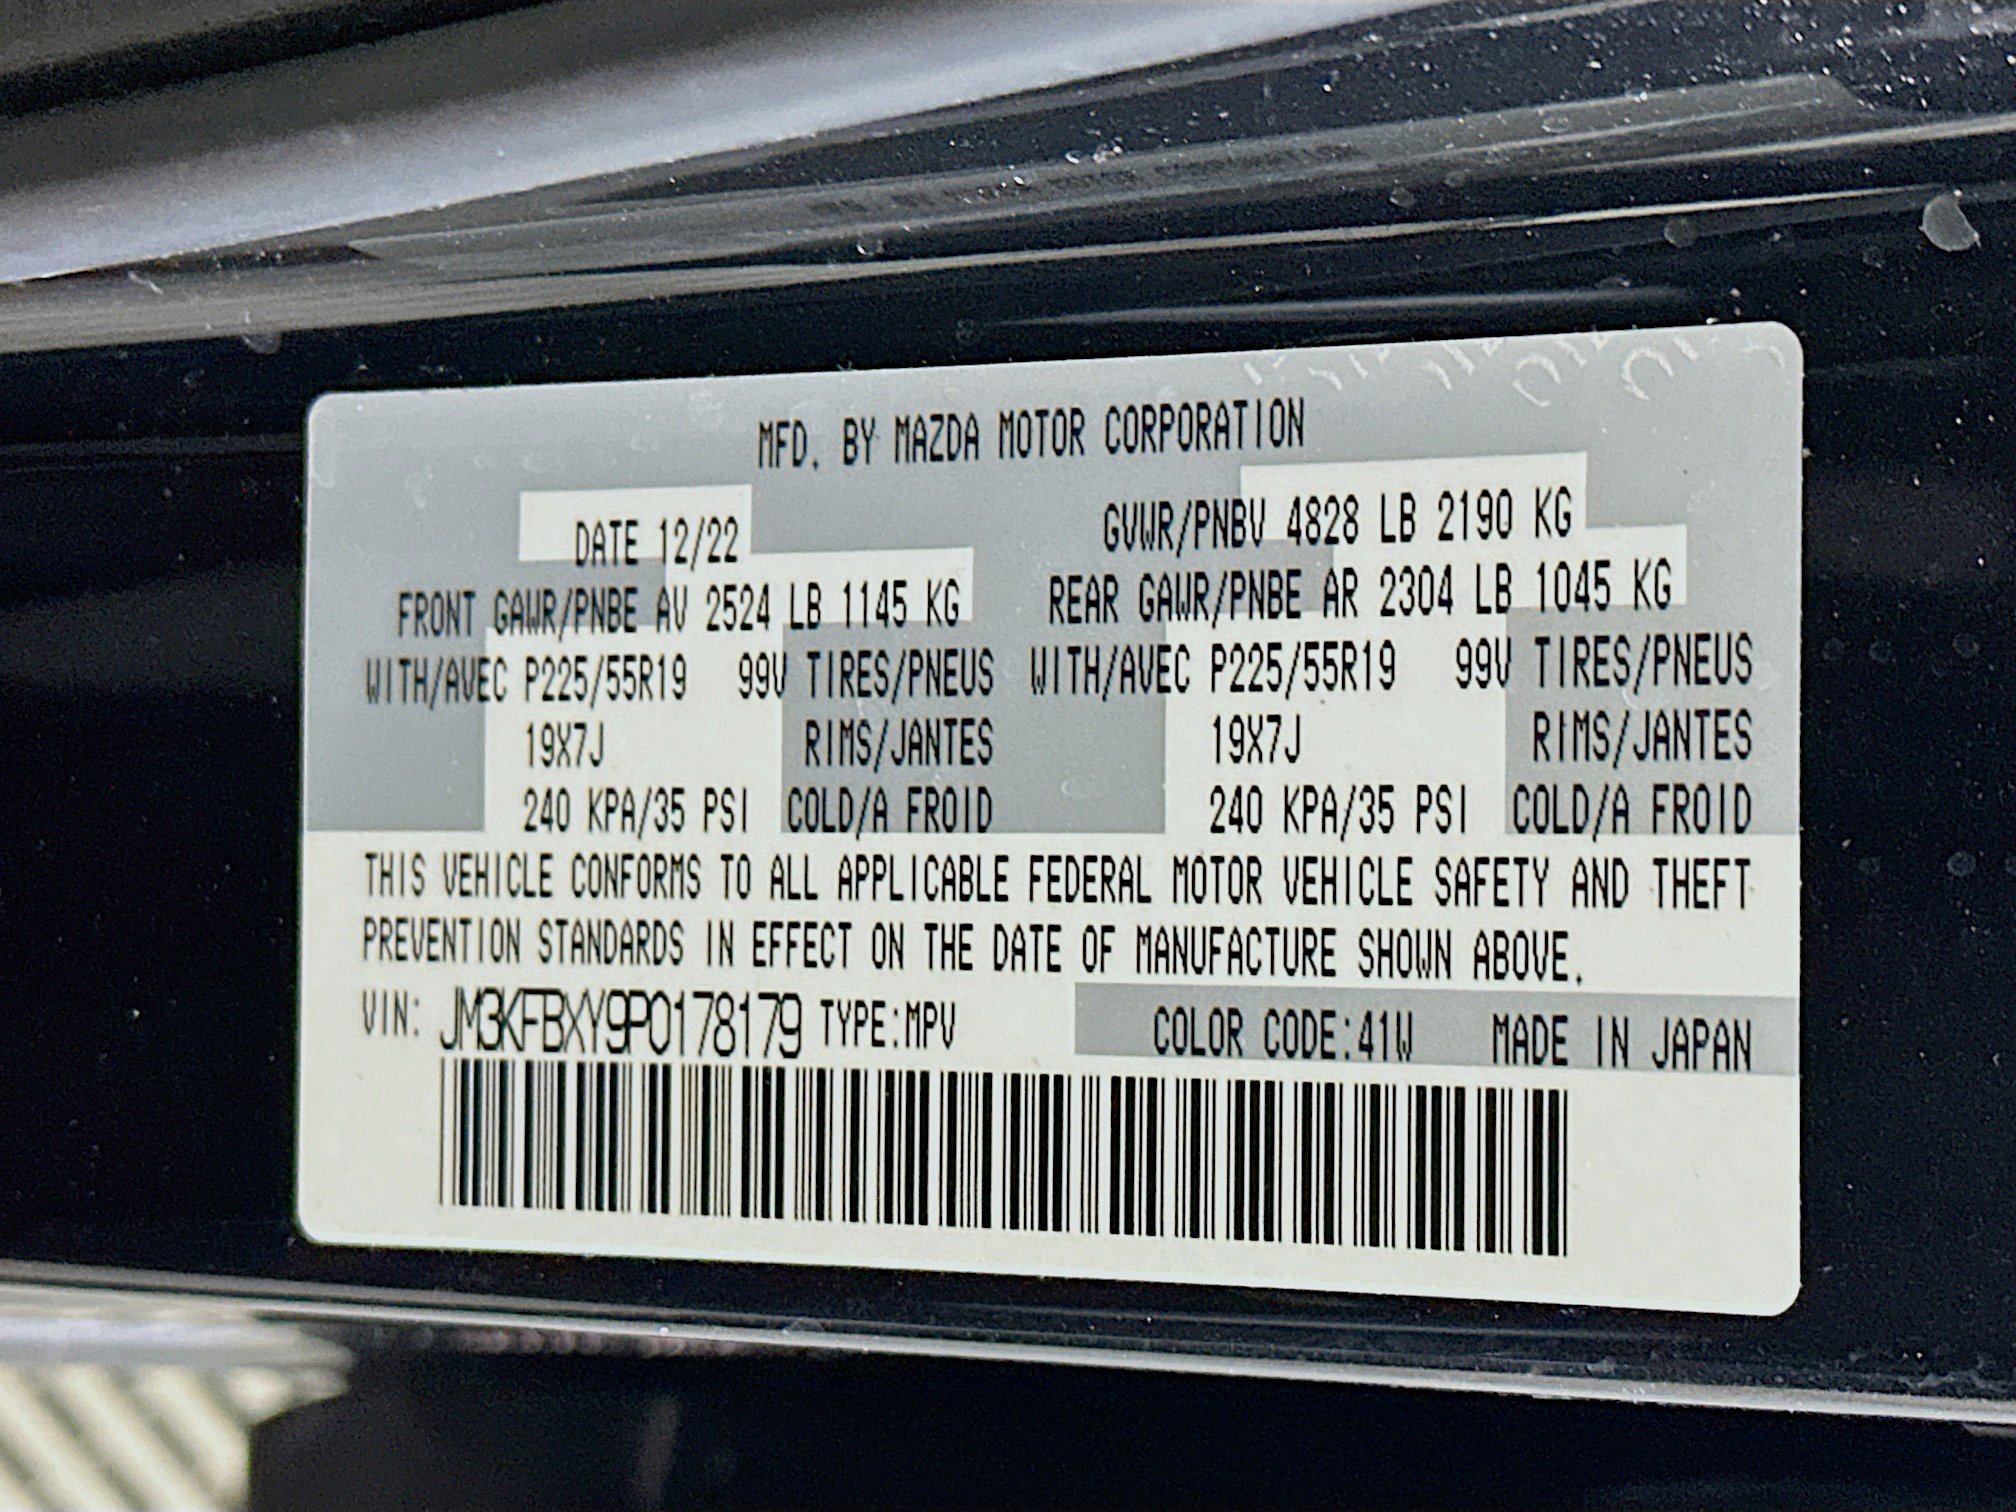 MFD. BY MAZDA MOTOR CORPORATION
DATE 12/22 GVWR/PNBV 4828 LB 2190 KG
FRONT GAWR/PNBE AV 2524 LB 1145 KG REAR GAWR/PNBE AR 2304 LB 1045 KG
WITH/AVEC P225/55R19 99V TIRES/PNEUS WITH/AVEC P225/55R19 99V TIRES/PNEUS
19X7J RIMS/JANTES 19X7J RIMS/JANTES
240 KPA/35 PSI COLD/A FROID 240 KPA/35 PSI COLD/A FROID
THIS VEHICLE CONFORMS TO ALL APPLICABLE FEDERAL MOTOR VEHICLE SAFETY AND THEFT
PREVENTION STANDARDS IN EFFECT ON THE DATE OF MANUFACTURE SHOWN ABOVE.
VIN: JM3KFBXY9P0178179 TYPE:MPV COLOR CODE:41W MADE IN JAPAN